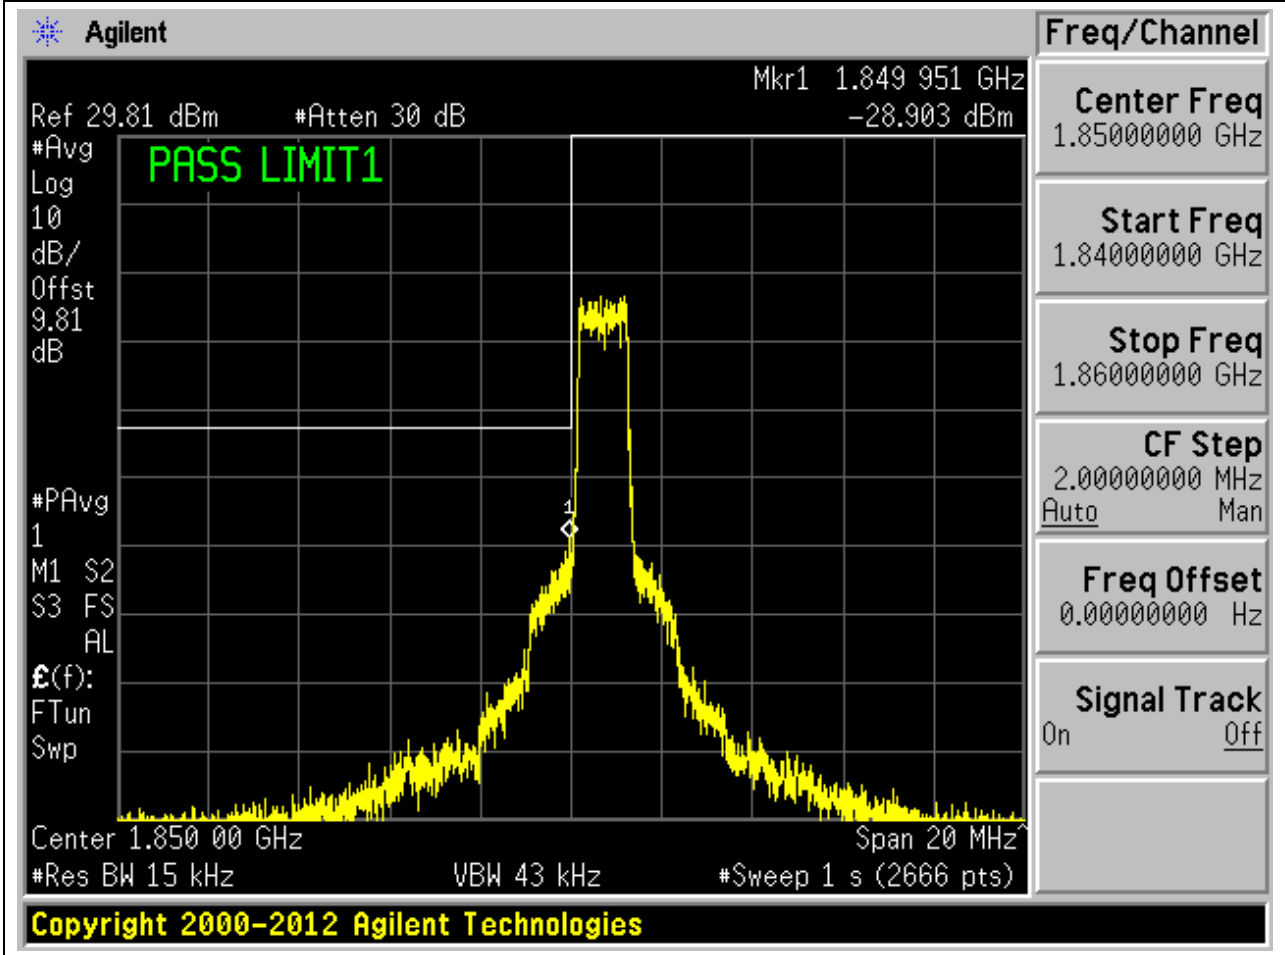 Agilent
Freq/Channel
Mkr1 1.849 951 GHz
Ref 29.81 dBm #Atten 30 dB -28.903 dBm
#Avg
Log
10
dB/
Offst
9.81
dB
PASS LIMIT1
1
#PAvg
1
M1 S2
S3 FS
AL
£(f):
FTun
Swp
Center 1.850 00 GHz Span 20 MHz^
#Res BW 15 kHz VBW 43 kHz #Sweep 1 s (2666 pts)
Copyright 2000-2012 Agilent Technologies
Center Freq
1.85000000 GHz
Start Freq
1.84000000 GHz
Stop Freq
1.86000000 GHz
CF Step
2.00000000 MHz
Auto Man
Freq Offset
0.00000000 Hz
Signal Track
On Off